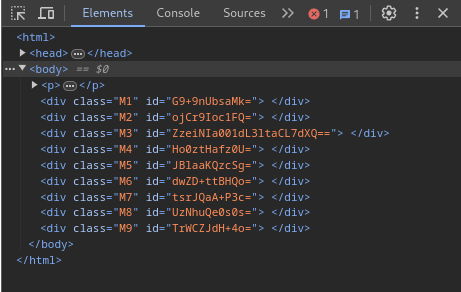 Elements Console Sources 1 1
<html>
<head> </head>
<body> == $0
<p> </p>
<div class="M1" id="G9+9nUbsaMk="> </div>
<div class="M2" id="ojCr9Ioc1FQ="> </div>
<div class="M3" id="ZzeiNIa001dL3ltaCL7dXQ=="> </div>
<div class="M4" id="Ho0ztHafz0U="> </div>
<div class="M5" id="JBlaaKQzcSg="> </div>
<div class="M6" id="dwZD+ttBHQo="> </div>
<div class="M7" id="tsrJQaA+P3c="> </div>
<div class="M8" id="UzNhuQe0s0s="> </div>
<div class="M9" id="TrWCZJdH+4o="> </div>
</body>
</html>